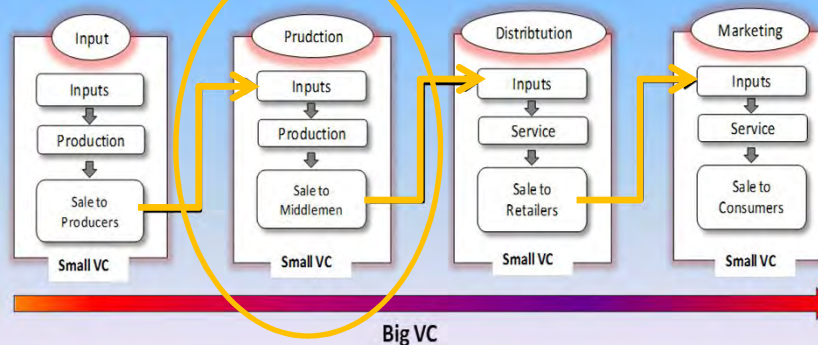 Input
Inputs
Production
Sale to
Producers
Small VC
Prudction
Inputs
Production
Sale to
Middlemen
Small VC
Distribtution
Inputs
Service
Sale to
Retailers
Small VC
Marketing
Inputs
Service
Sale to
Consumers
Small VC
Big VC